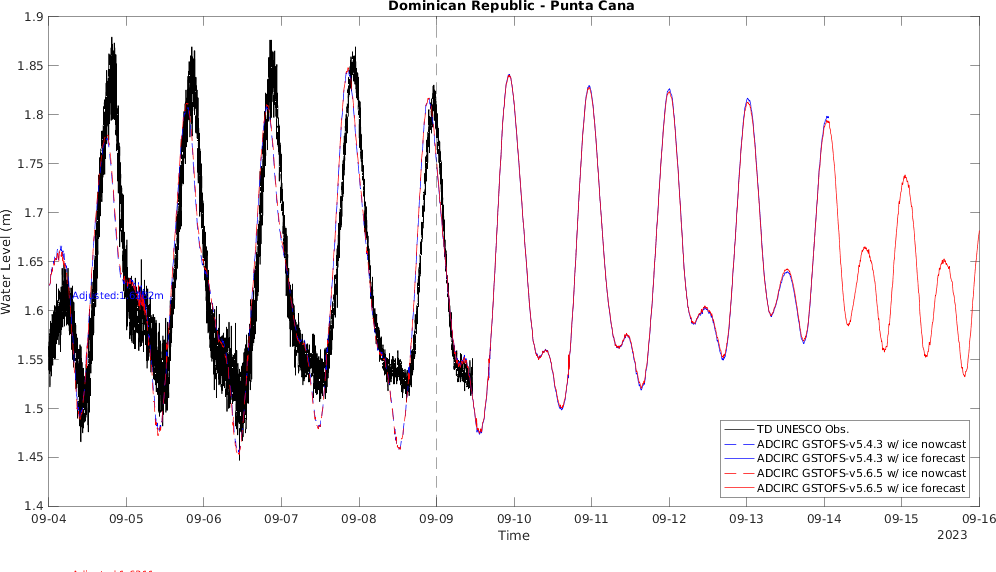 Dominican Republic - Punta Cana
Water Level (m)
1.9
1.85
1.8
1.75
1.7
1.65
1.6
1.55
1.5
1.45
1.4
TD UNESCO Obs.
ADCIRC GSTOFS-v5.4.3 w/ ice nowcast
ADCIRC GSTOFS-v5.4.3 w/ ice forecast
ADCIRC GSTOFS-v5.6.5 w/ ice nowcast
ADCIRC GSTOFS-v5.6.5 w/ ice forecast
09-04 09-05 09-06 09-07 09-08 09-09 09-10 09-11 09-12 09-13 09-14 09-15 09-16
Time
2023